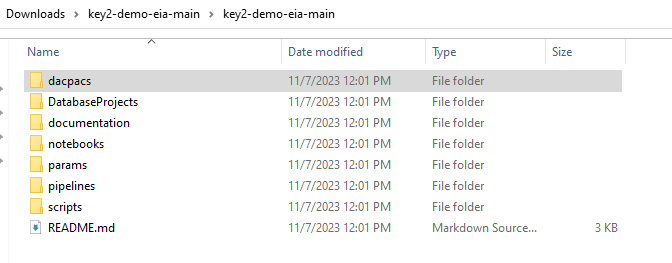 Downloads > key2-demo-eia-main > key2-demo-eia-main
Name Date modified Type Size
dacpacs 11/7/2023 12:01 PM File folder
DatabaseProjects 11/7/2023 12:01 PM File folder
documentation 11/7/2023 12:01 PM File folder
notebooks 11/7/2023 12:01 PM File folder
params 11/7/2023 12:01 PM File folder
pipelines 11/7/2023 12:01 PM File folder
scripts 11/7/2023 12:01 PM File folder
README.md 11/7/2023 12:01 PM Markdown Source... 3 KB